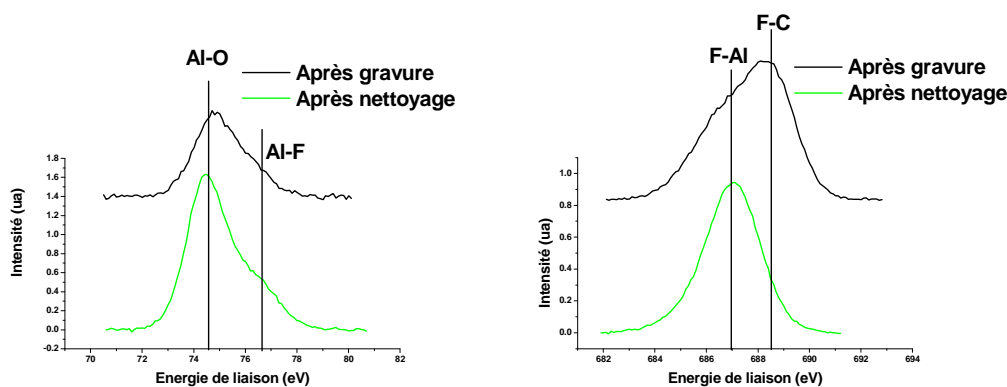 Al-O
Après gravure
Après nettoyage
Al-F
1.8
1.6
1.4
1.2
1.0
0.8
0.6
0.4
0.2
0.0
-0.2
Intensité (ua)
70 72 74 76 78 80 82
Energie de liaison (eV)
F-C
F-Al
Après gravure
Après nettoyage
1.0
0.8
0.6
0.4
0.2
0.0
Intensité (ua)
682 684 686 688 690 692 694
Energie de liaison (eV)